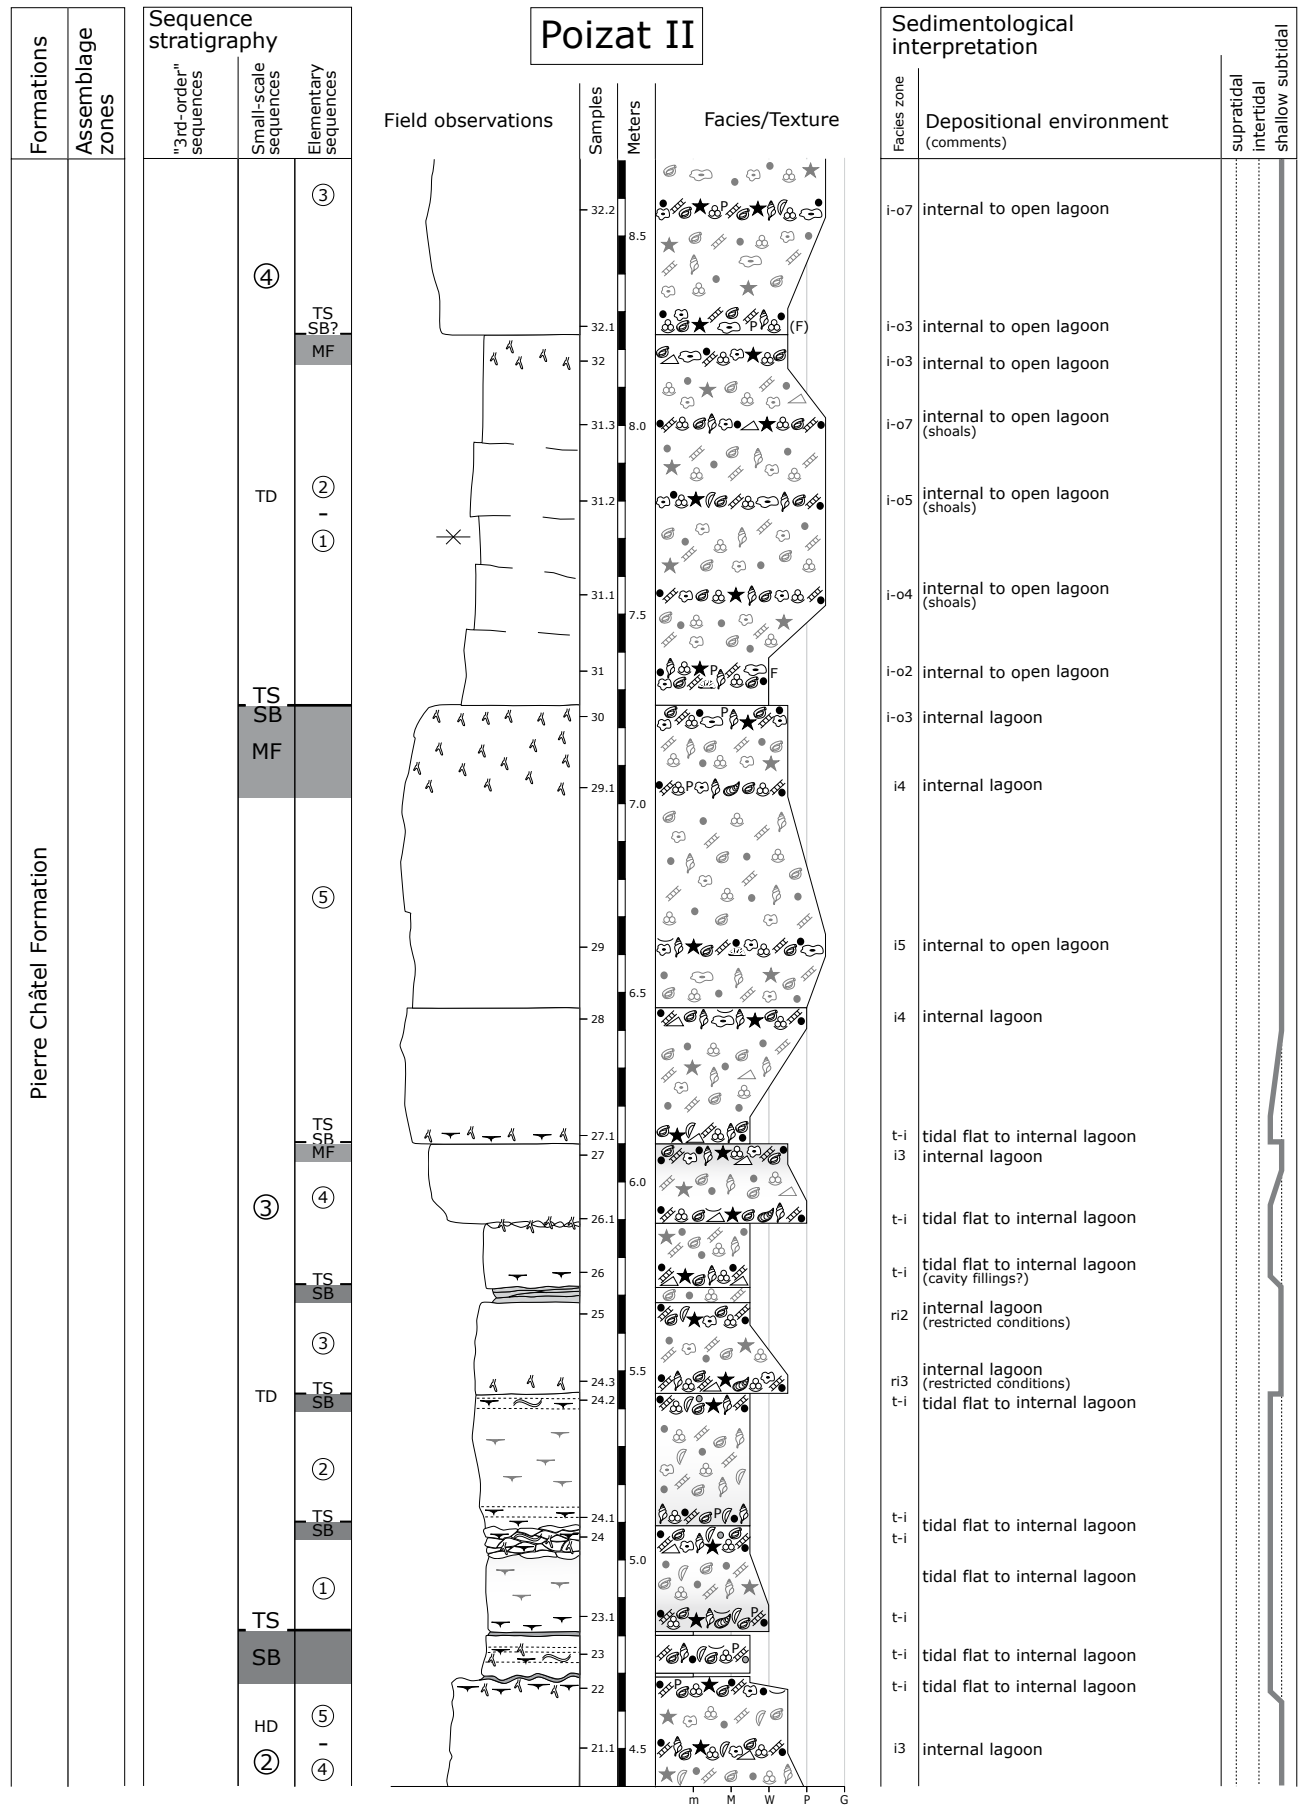 Poizat II
Formations
Assemblage
zones
Sequence
stratigraphy
"3rd-order"
sequences
Small-scale
sequences
Elementary
sequences
Field observations
Samples
Meters
Facies/Texture
Sedimentological
interpretation
Facies zone
Depositional environment
(comments)
supratidal
intertidal
shallow subtidal
Pierre Châtel Formation
3
32.2 P i-o7 internal to open lagoon
8.5
4
TS
SB? 32.1 P (F) i-o3 internal to open lagoon
MF 32 i-o3 internal to open lagoon
31.3 8.0 i-o7 internal to open lagoon
(shoals)
TD 2 31.2 i-o5 internal to open lagoon
(shoals)
-
1
31.1 i-o4 internal to open lagoon
(shoals)
7.5
31 P P F i-o2 internal to open lagoon
TS
SB 30 P i-o3 internal lagoon
MF
29.1 P i4 internal lagoon
7.0
5
29 i5 internal to open lagoon
6.5
28 i4 internal lagoon
TS
SB 27.1 t-i tidal flat to internal lagoon
MF 27 i3 internal lagoon
6.0
3 4
26.1 t-i tidal flat to internal lagoon
TS 26 t-i tidal flat to internal lagoon
(cavity fillings?)
SB
25 ri2 internal lagoon
(restricted conditions)
3
5.5
TS 24.3 ri3 internal lagoon
(restricted conditions)
TD SB 24.2 t-i tidal flat to internal lagoon
2
TS 24.1 P t-i
SB 24 t-i tidal flat to internal lagoon
5.0
1 tidal flat to internal lagoon
TS 23.1 P t-i
SB 23 P t-i tidal flat to internal lagoon
22 P t-i tidal flat to internal lagoon
HD 5
-
2 4
21.1 4.5 i3 internal lagoon
m M W P G